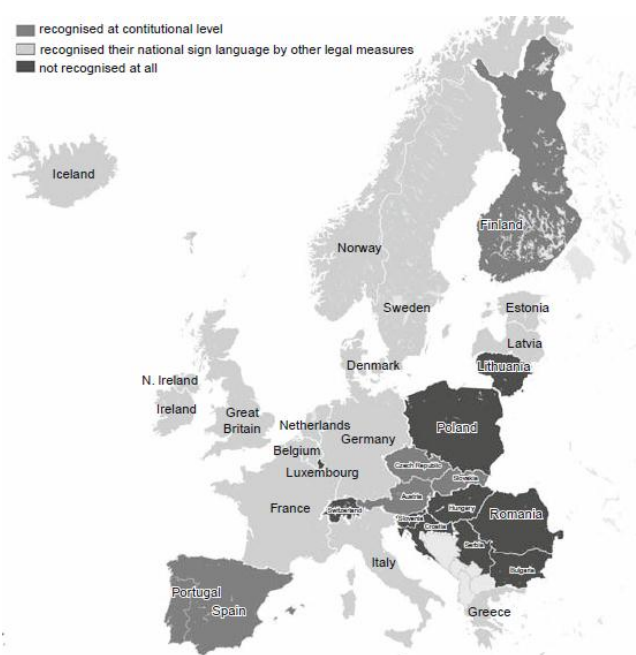 recognised at contitutional level
recognised their national sign language by other legal measures
not recognised at all
Iceland
Finland
Norway
Sweden
Estonia
Latvia
Lithuania
Denmark
N. Ireland
Ireland
Great
Britain
Netherlands
Germany
Poland
Belgium
Luxembourg
Czech Republic
Slovakia
Austria
France
Switzerland
Hungary
Romania
Slovenia
Croatia
Serbia
Italy
Bulgaria
Portugal
Spain
Greece